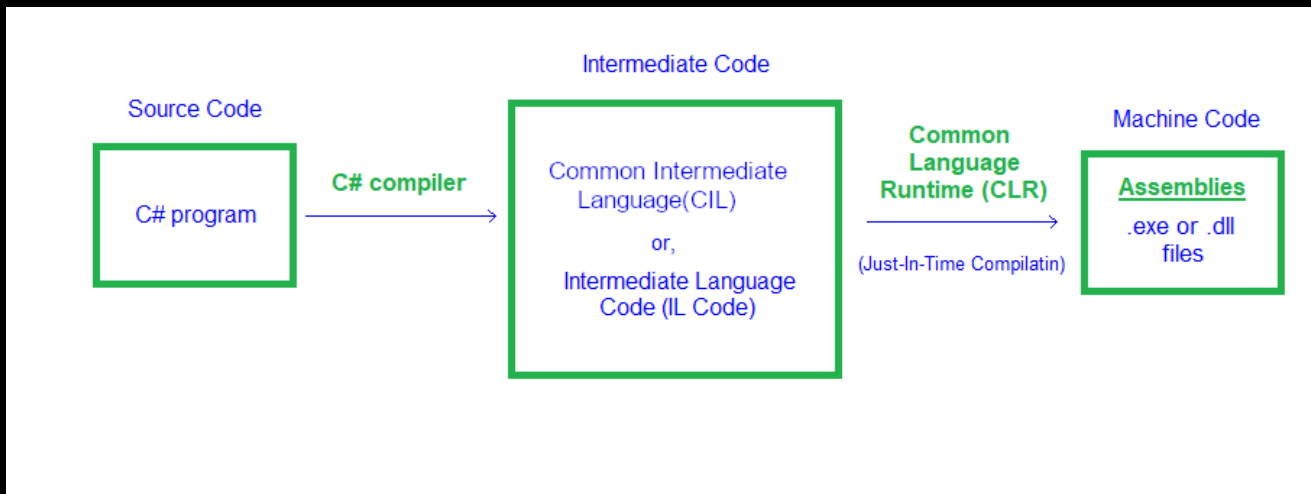 Source Code
C# program
C# compiler
Intermediate Code
Common Intermediate
Language(CIL)
or,
Intermediate Language
Code (IL Code)
Common
Language
Runtime (CLR)
(Just-In-Time Compilatin)
Machine Code
Assemblies
.exe or .dll
files